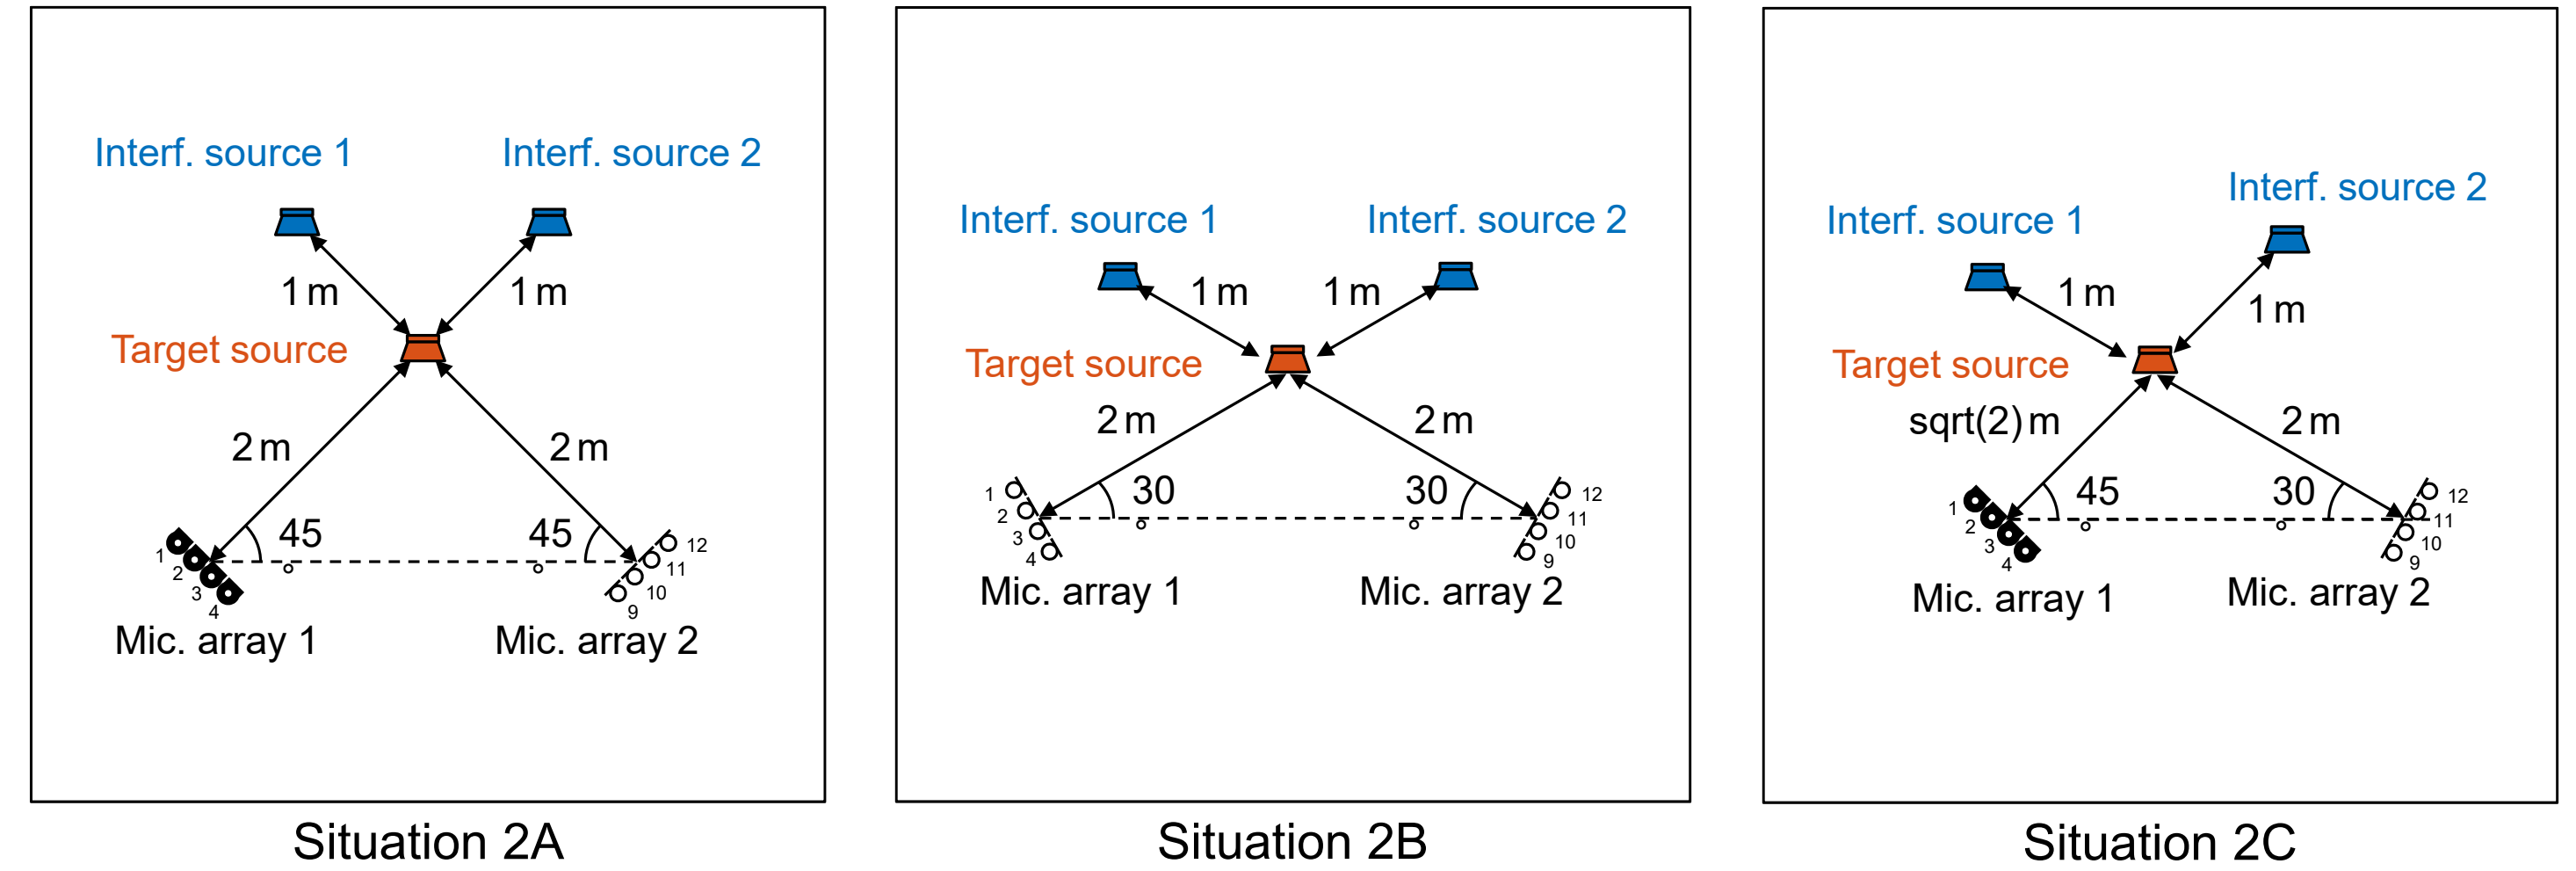 Interf. source 1
Interf. source 2
1 m
1 m
Target source
2 m
2 m
45°
45°
1
2
3
4
12
11
10
9
Mic. array 1
Mic. array 2
Situation 2A
Interf. source 1
Interf. source 2
1 m
1 m
Target source
2 m
2 m
30°
30°
1
2
3
4
12
11
10
9
Mic. array 1
Mic. array 2
Situation 2B
Interf. source 1
Interf. source 2
1 m
1 m
Target source
sqrt(2) m
2 m
45°
30°
1
2
3
4
12
11
10
9
Mic. array 1
Mic. array 2
Situation 2C